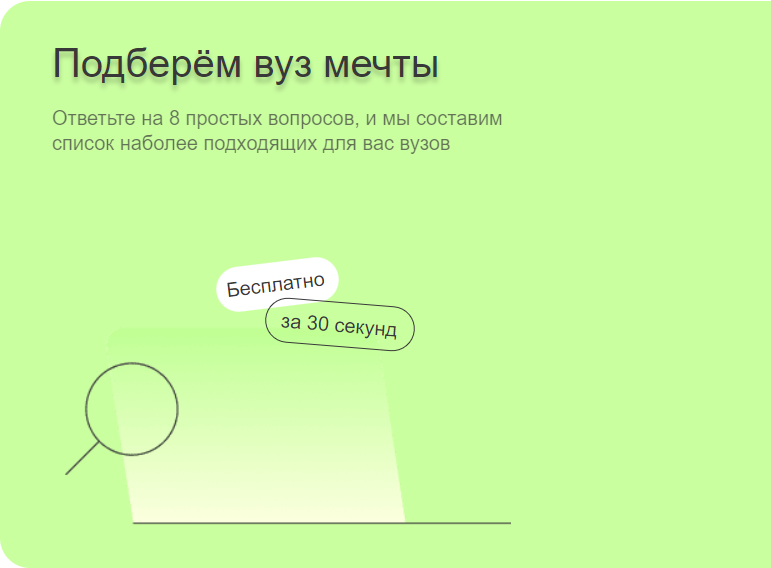 Подберём вуз мечты
Ответьте на 8 простых вопросов, и мы составим
список наболее подходящих для вас вузов
Бесплатно
за 30 секунд